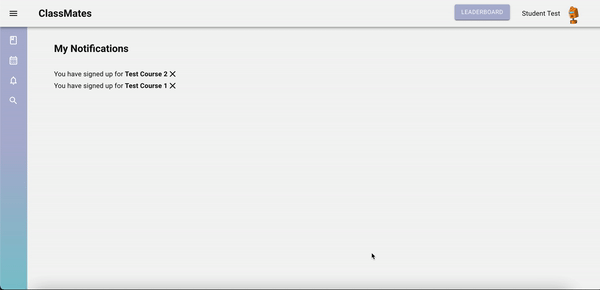 ClassMates
LEADERBOARD
Student Test
My Notifications
You have signed up for Test Course 2
You have signed up for Test Course 1